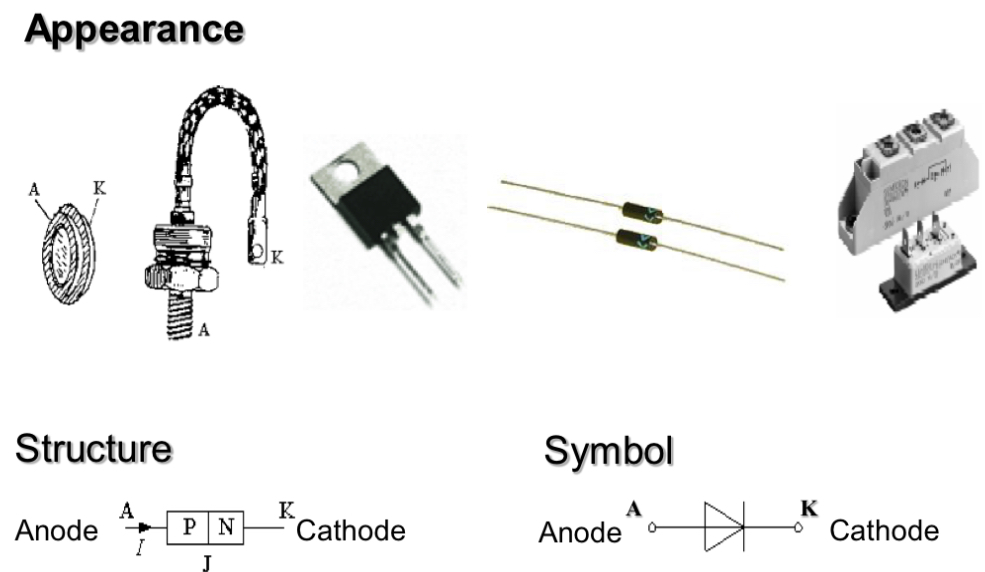 Appearance
A K
K
A
Structure
Anode A I P N J K Cathode
Symbol
Anode A K Cathode